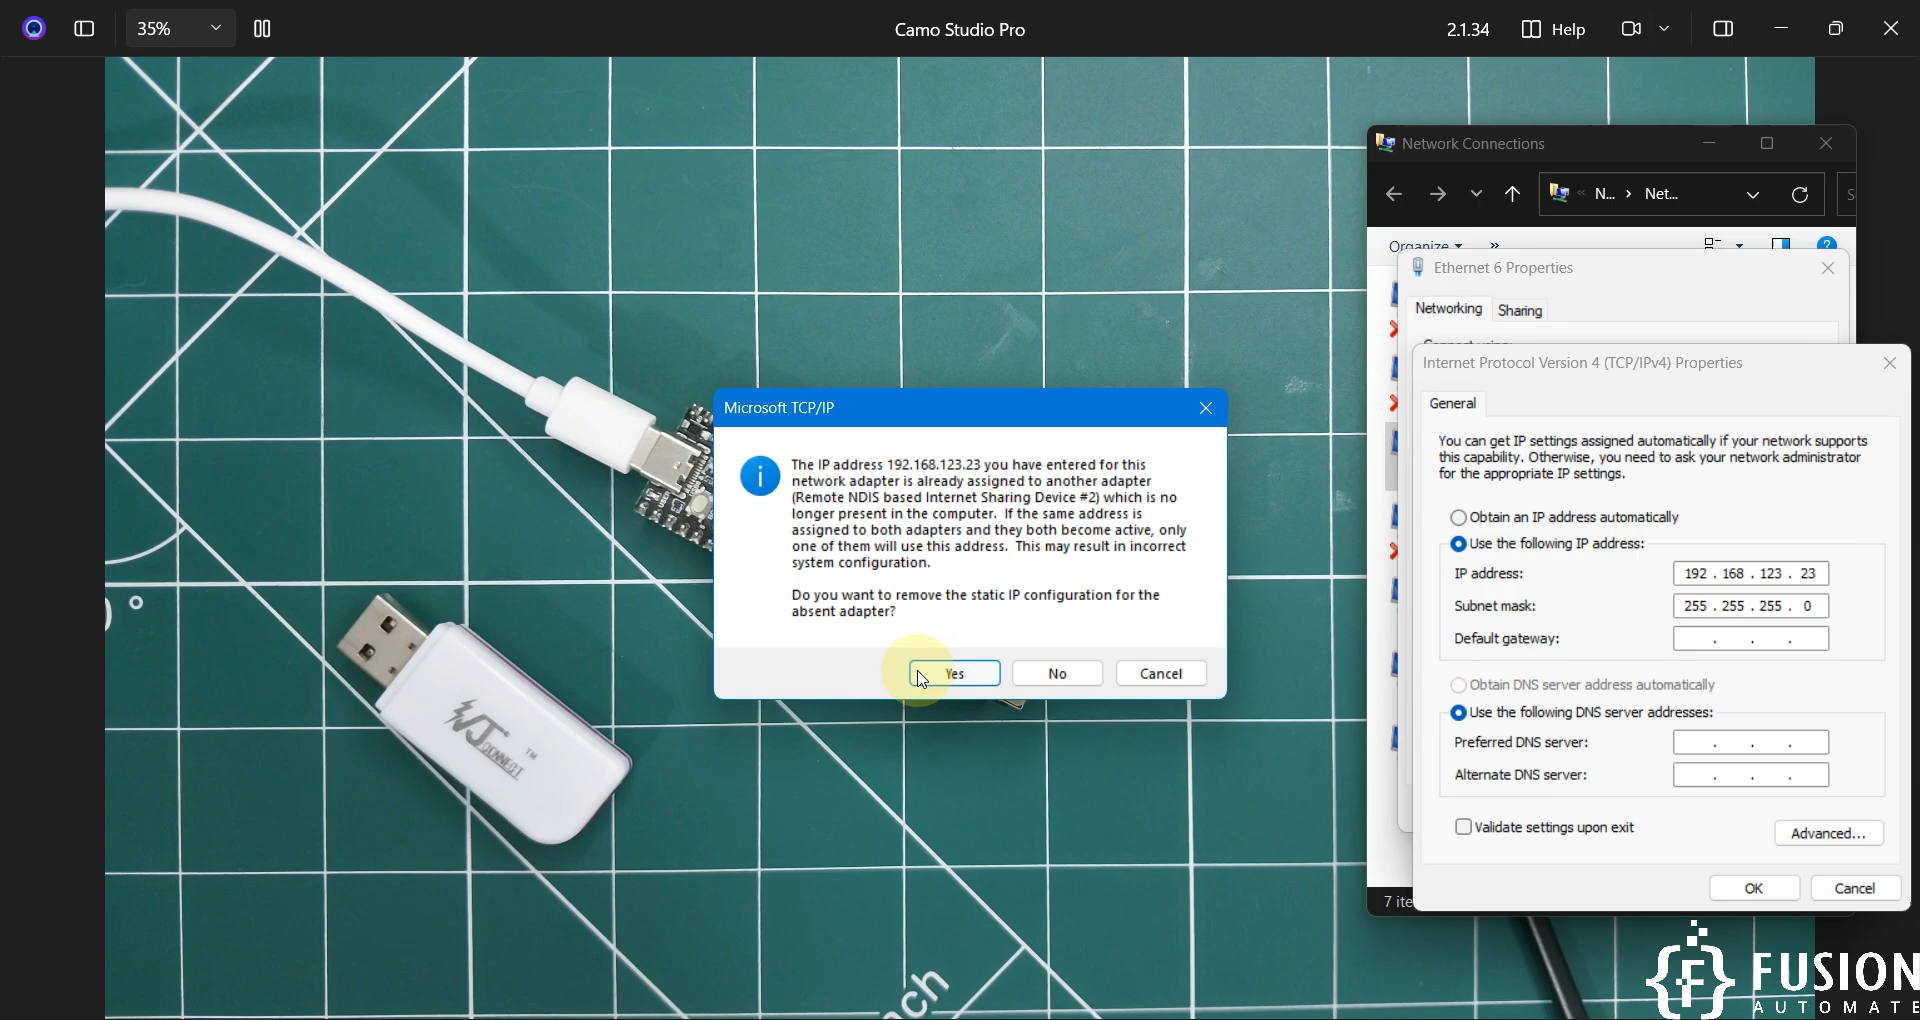 35%
Camo Studio Pro
2.1.34
Help
Network Connections
N... › Net...
Organize
»
Ethernet 6 Properties
Networking
Sharing
Internet Protocol Version 4 (TCP/IPv4) Properties
General
You can get IP settings assigned automatically if your network supports
this capability. Otherwise, you need to ask your network administrator
for the appropriate IP settings.
Obtain an IP address automatically
Use the following IP address:
IP address:
192 . 168 . 123 . 23
Subnet mask:
255 . 255 . 255 . 0
Default gateway:
. . .
Obtain DNS server address automatically
Use the following DNS server addresses:
Preferred DNS server:
. . .
Alternate DNS server:
. . .
Validate settings upon exit
Advanced...
OK
Cancel
7 ite
Microsoft TCP/IP
The IP address 192.168.123.23 you have entered for this
network adapter is already assigned to another adapter
(Remote NDIS based Internet Sharing Device #2) which is no
longer present in the computer. If the same address is
assigned to both adapters and they both become active, only
one of them will use this address. This may result in incorrect
system configuration.
Do you want to remove the static IP configuration for the
absent adapter?
Yes
No
Cancel
USER
WJT
CONNECT ™
nch
FUSION
AUTOMATE